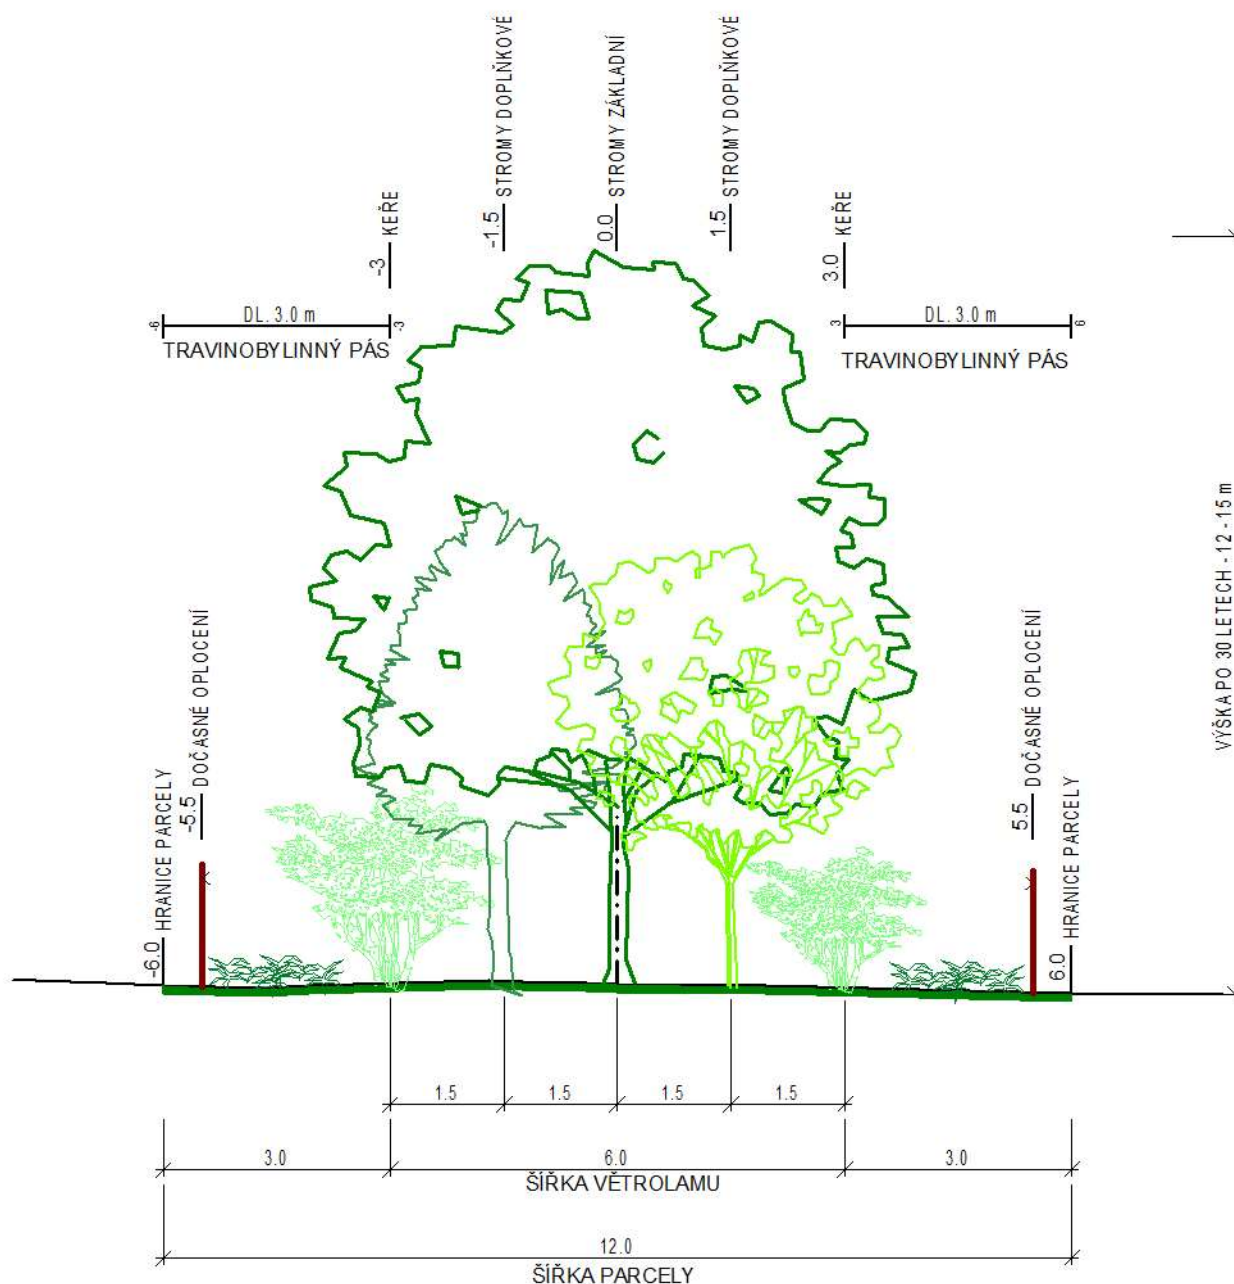 STROMY DOPLŇKOVÉ
-1.5
STROMY ZÁKLADNÍ
0.0
STROMY DOPLŇKOVÉ
1.5
KEŘE
-3
KEŘE
3.0
-6
DL. 3.0 m
-3
TRAVINOBYLINNÝ PÁS
3
DL. 3.0 m
6
TRAVINOBYLINNÝ PÁS
VÝŠKA PO 30 LETECH - 12 - 15 m
HRANICE PARCELY
-6.0
DOČASNÉ OPLOCENÍ
-5.5
DOČASNÉ OPLOCENÍ
5.5
HRANICE PARCELY
6.0
1.5
1.5
1.5
1.5
3.0
6.0
3.0
ŠÍŘKA VĚTROLAMU
12.0
ŠÍŘKA PARCELY